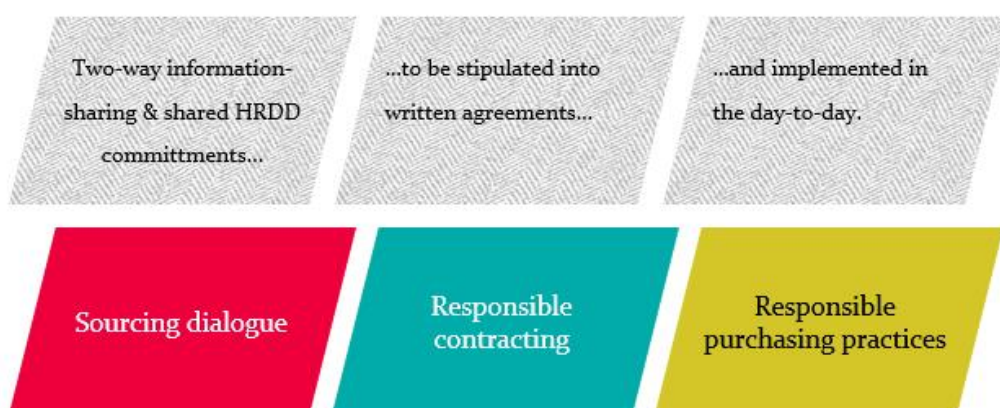 Two-way information-
sharing & shared HRDD
committments...
...to be stipulated into
written agreements...
...and implemented in
the day-to-day.
Sourcing dialogue
Responsible
contracting
Responsible
purchasing practices